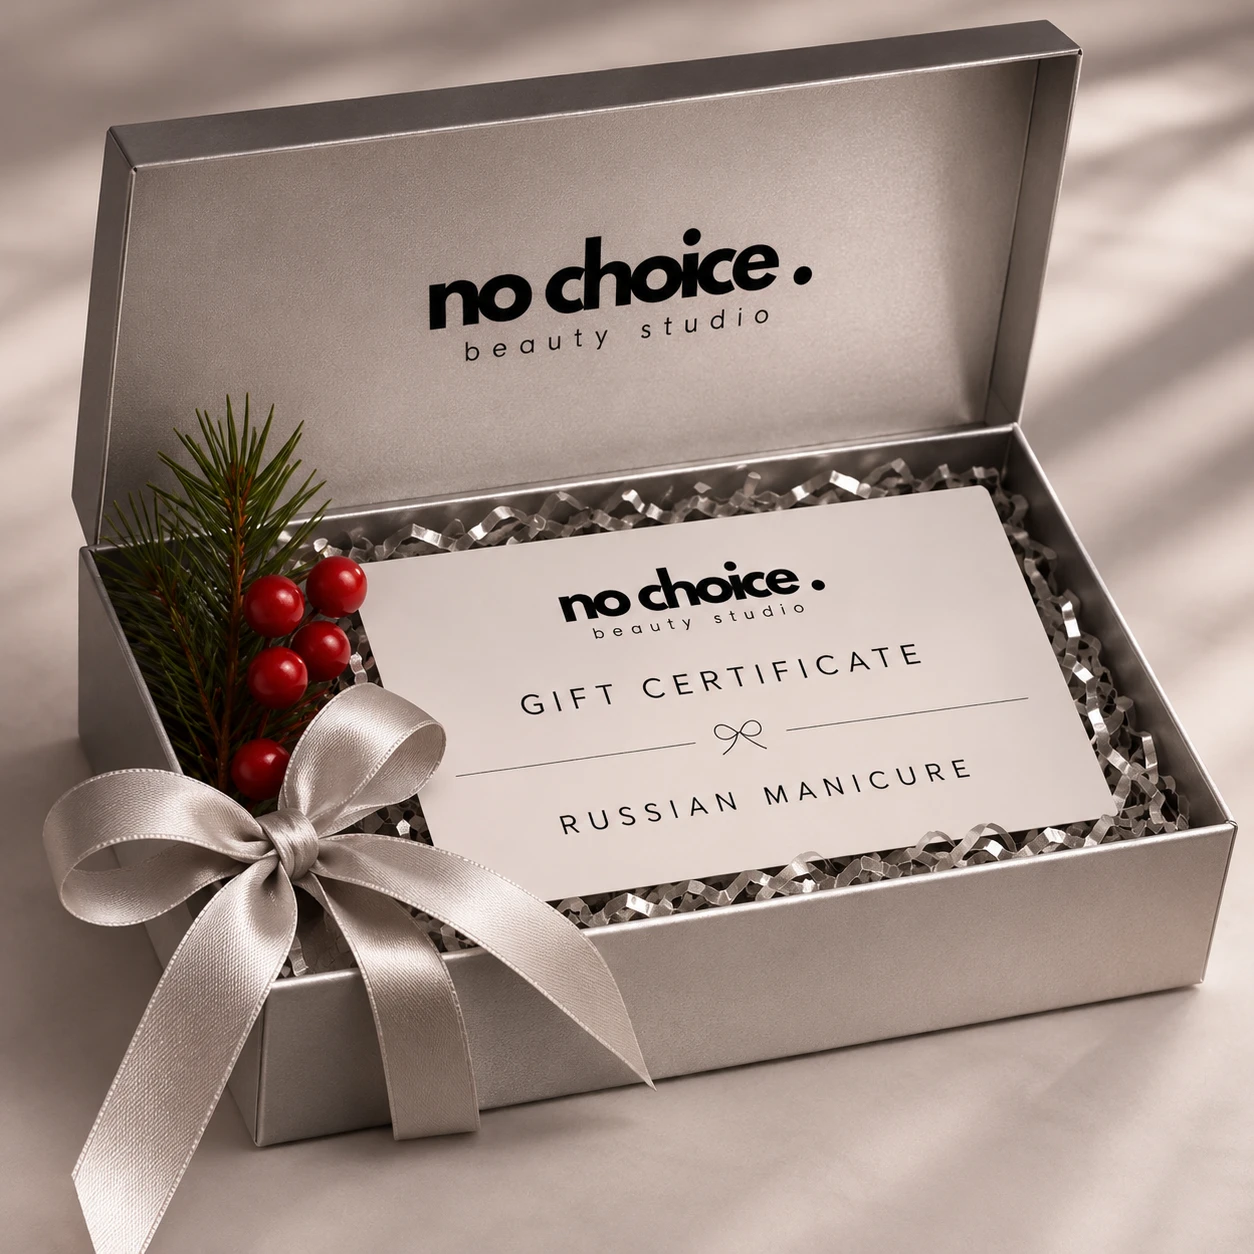 no choice.
beauty studio
no choice.
beauty studio
GIFT CERTIFICATE
RUSSIAN MANICURE